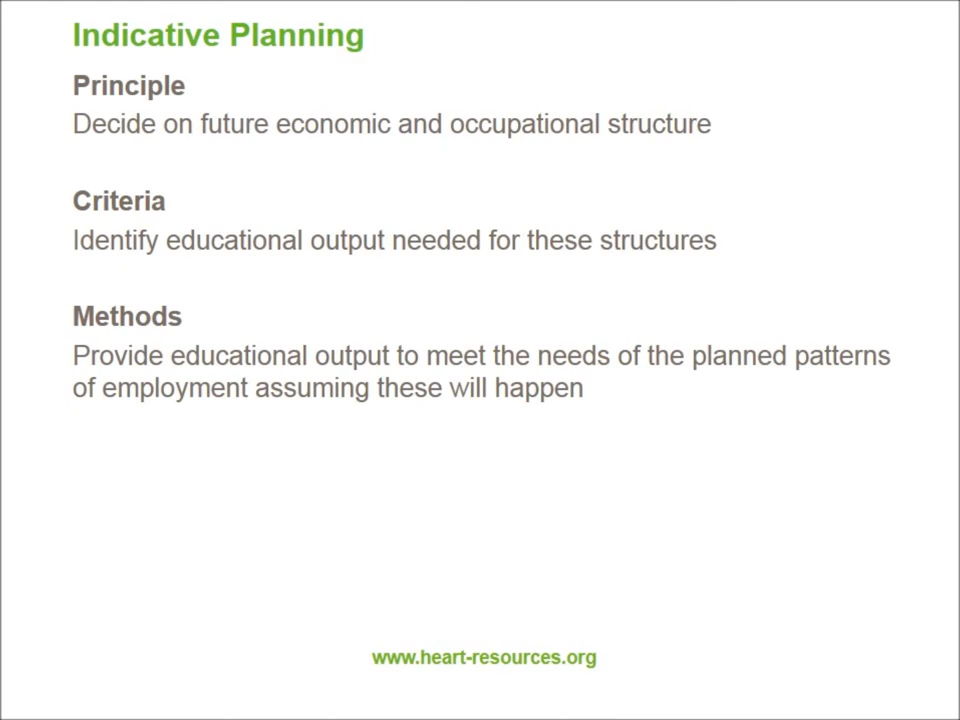 Indicative Planning
Principle
Decide on future economic and occupational structure
Criteria
Identify educational output needed for these structures
Methods
Provide educational output to meet the needs of the planned patterns
of employment assuming these will happen
www.heart-resources.org